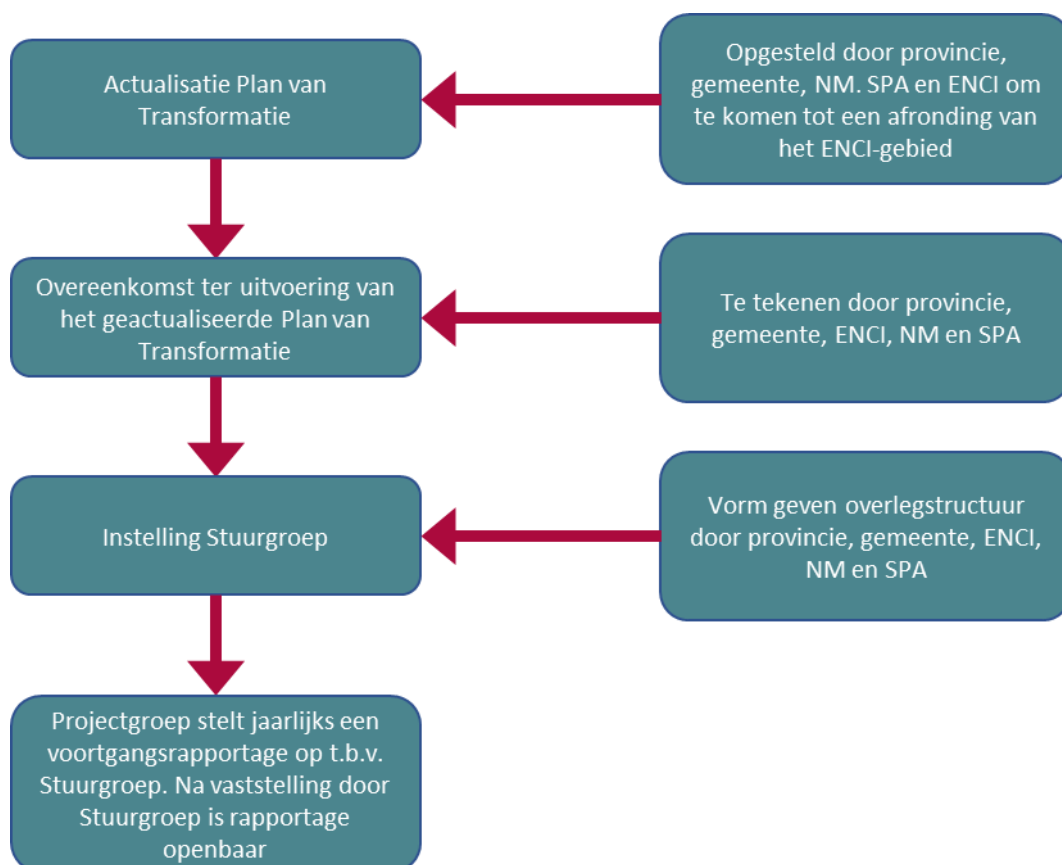 Actualisatie Plan van
Transformatie
Opgesteld door provincie,
gemeente, NM. SPA en ENCI om
te komen tot een afronding van
het ENCI-gebied
Overeenkomst ter uitvoering van
het geactualiseerde Plan van
Transformatie
Te tekenen door provincie,
gemeente, ENCI, NM en SPA
Instelling Stuurgroep
Vorm geven overlegstructuur
door provincie, gemeente, ENCI,
NM en SPA
Projectgroep stelt jaarlijks een
voortgangsrapportage op t.b.v.
Stuurgroep. Na vaststelling door
Stuurgroep is rapportage
openbaar